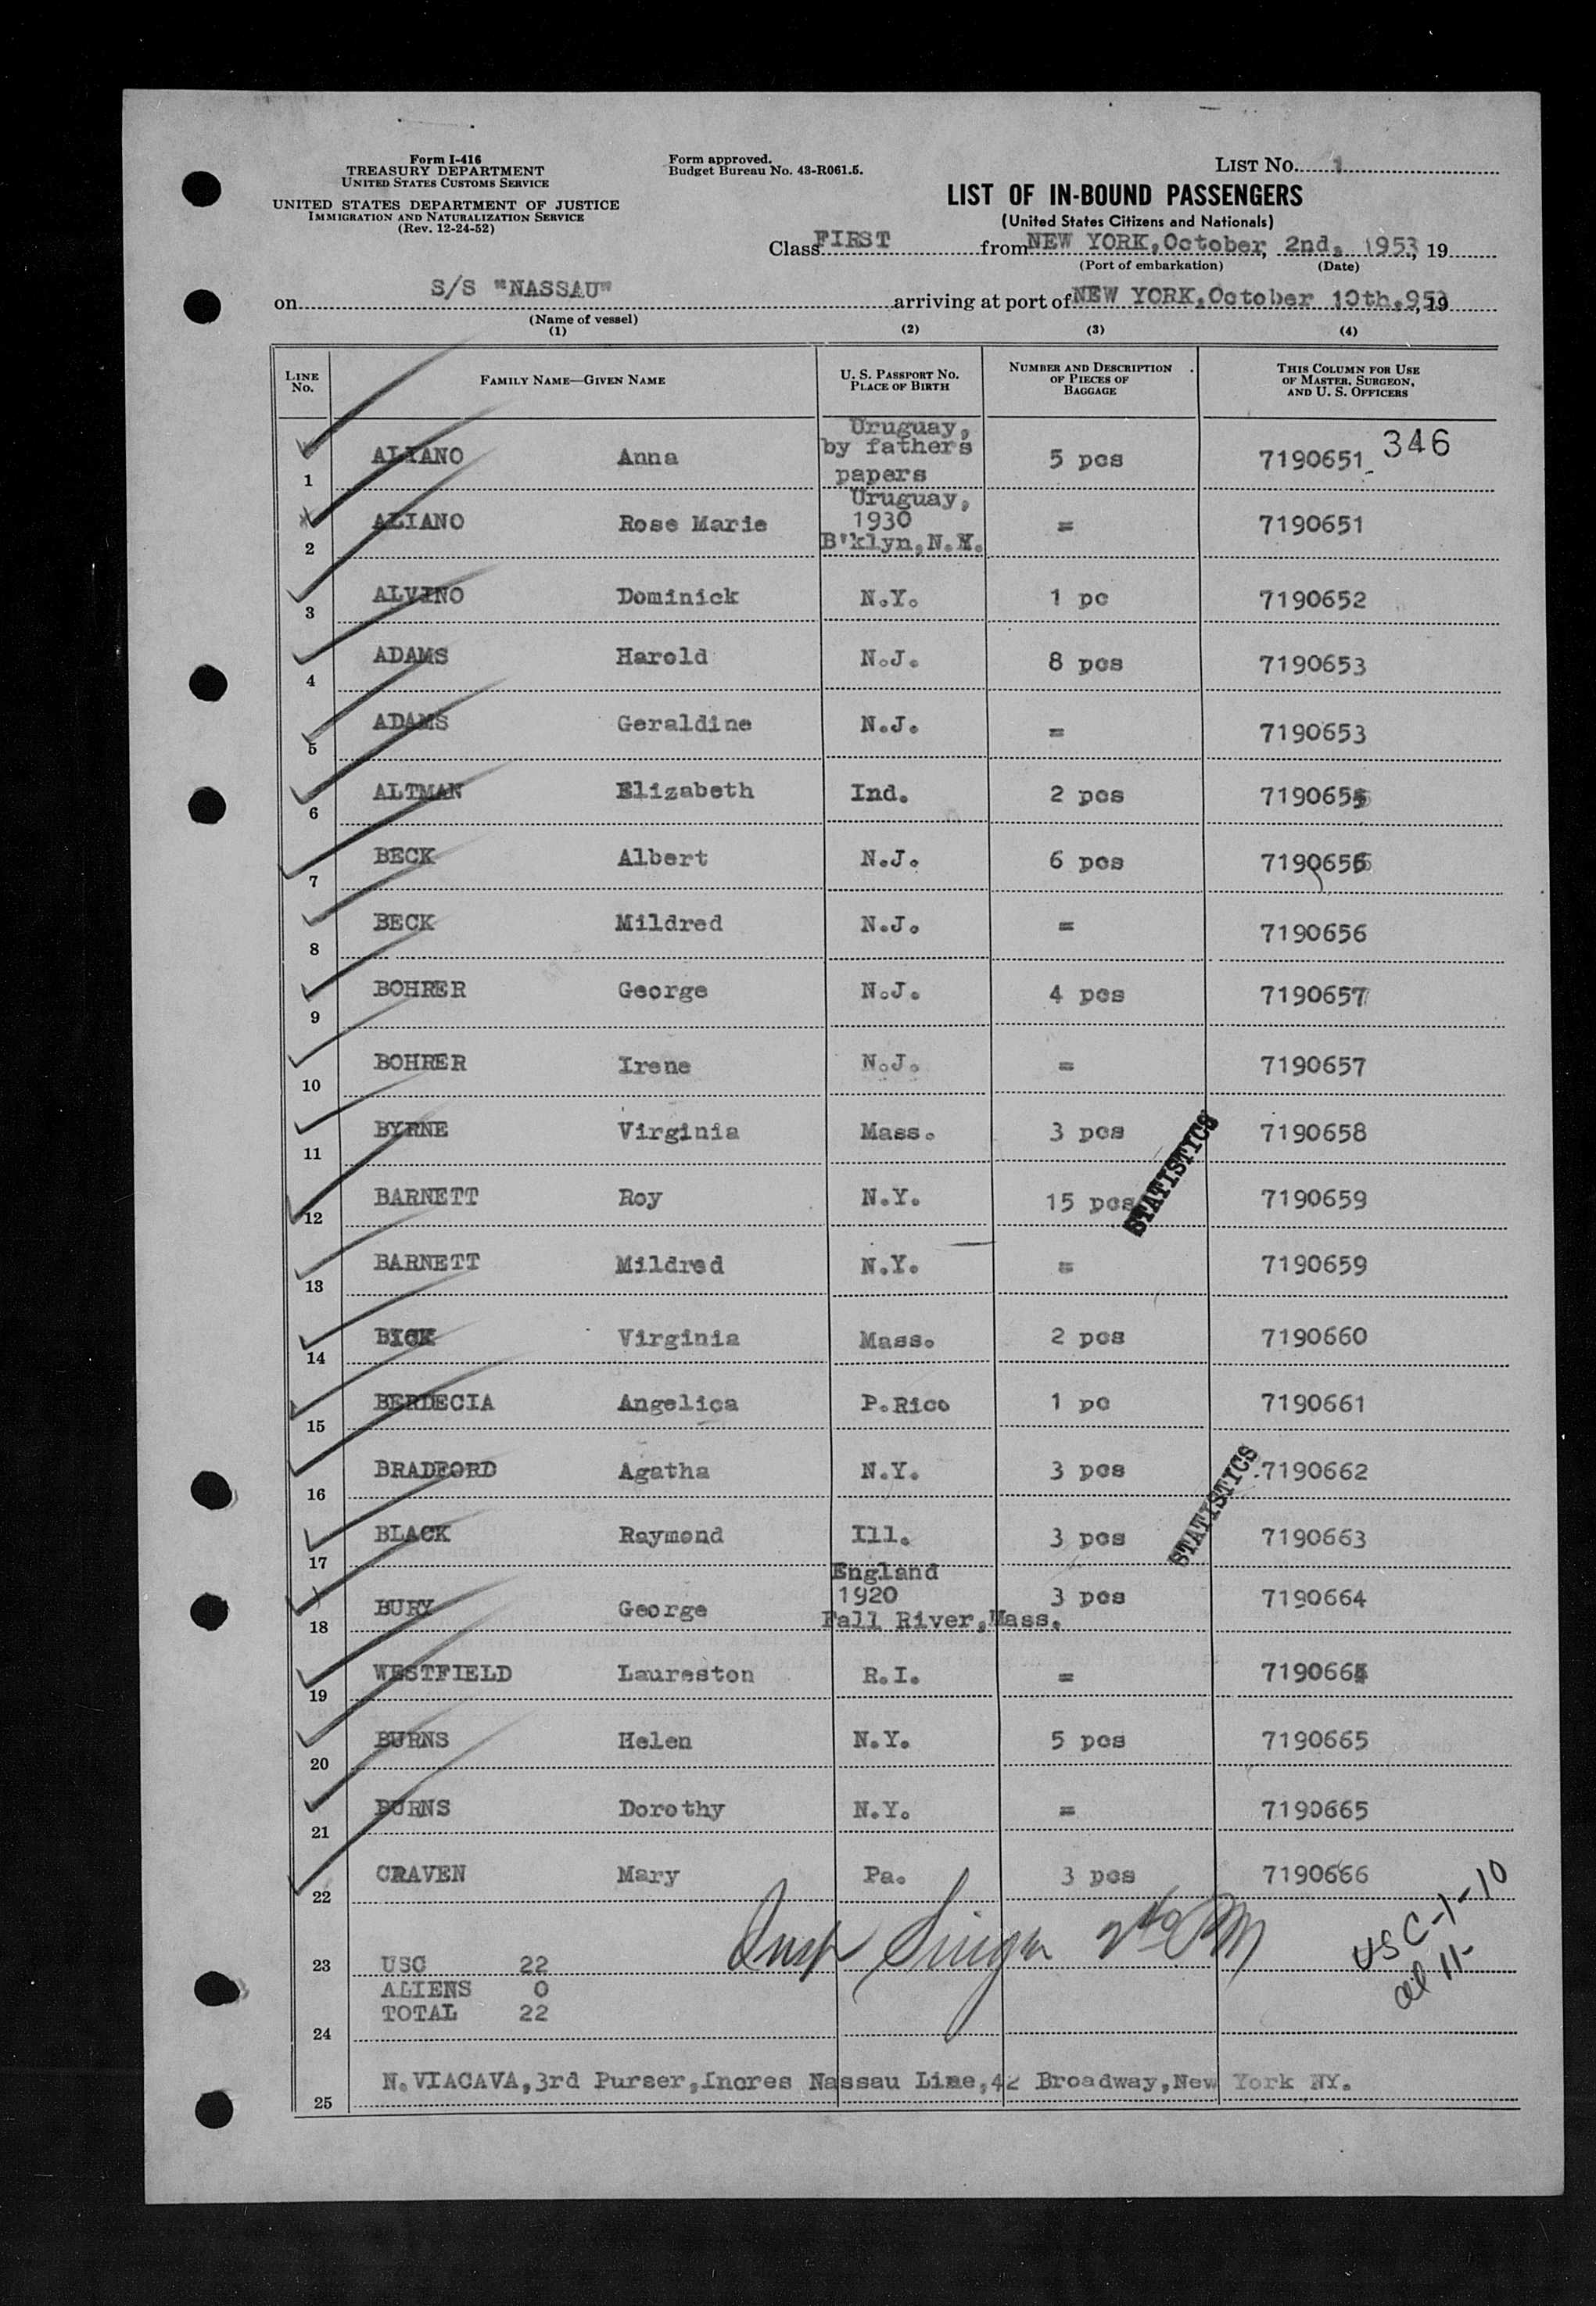 Form I-416
TREASURY DEPARTMENT
UNITED STATES CUSTOMS SERVICE
UNITED STATES DEPARTMENT OF JUSTICE
IMMIGRATION AND NATURALIZATION SERVICE
(Rev. 12-24-52)
Form approved.
Budget Bureau No. 43-R061.5.
LIST No. 1
LIST OF IN-BOUND PASSENGERS
(United States Citizens and Nationals)
Class FIRST from NEW YORK, October, 2nd. 1953, 19
(Port of embarkation) (Date)
on S/S "NASSAU" arriving at port of NEW YORK, October 10th, 953, 19
(Name of vessel)
(1) (2) (3) (4)
LINE No. FAMILY NAME—GIVEN NAME U. S. PASSPORT NO. PLACE OF BIRTH NUMBER AND DESCRIPTION OF PIECES OF BAGGAGE THIS COLUMN FOR USE OF MASTER, SURGEON, AND U. S. OFFICERS
346
1 ALIANO Anna Uruguay, by fathers papers 5 pcs 7190651
2 ALIANO Rose Marie Uruguay, 1930 B'klyn, N.Y. = 7190651
3 ALVINO Dominick N.Y. 1 pc 7190652
4 ADAMS Harold N.J. 8 pcs 7190653
5 ADAMS Geraldine N.J. = 7190653
6 ALTMAN Elizabeth Ind. 2 pcs 7190655
7 BECK Albert N.J. 6 pcs 7190656
8 BECK Mildred N.J. = 7190656
9 BOHRER George N.J. 4 pcs 7190657
10 BOHRER Irene N.J. = 7190657
11 BYRNE Virginia Mass. 3 pcs 7190658
STATISTICS
12 BARNETT Roy N.Y. 15 pcs 7190659
13 BARNETT Mildred N.Y. = 7190659
14 BICK Virginia Mass. 2 pcs 7190660
15 BERDECIA Angelica P.Rico 1 pc 7190661
16 BRADFORD Agatha N.Y. 3 pcs 7190662
STATISTICS
17 BLACK Raymond Ill. 3 pcs 7190663
18 BURY George England 1920 Fall River, Mass. 3 pcs 7190664
19 WESTFIELD Laureston R.I. = 7190664
20 BURNS Helen N.Y. 5 pcs 7190665
21 BURNS Dorothy N.Y. = 7190665
22 CRAVEN Mary Pa. 3 pcs 7190666
USC-1-10
11-
23 USC 22
ALIENS 0
TOTAL 22
24
25 N.VIACAVA, 3rd Purser, Incres Nassau Line, 42 Broadway, New York NY.